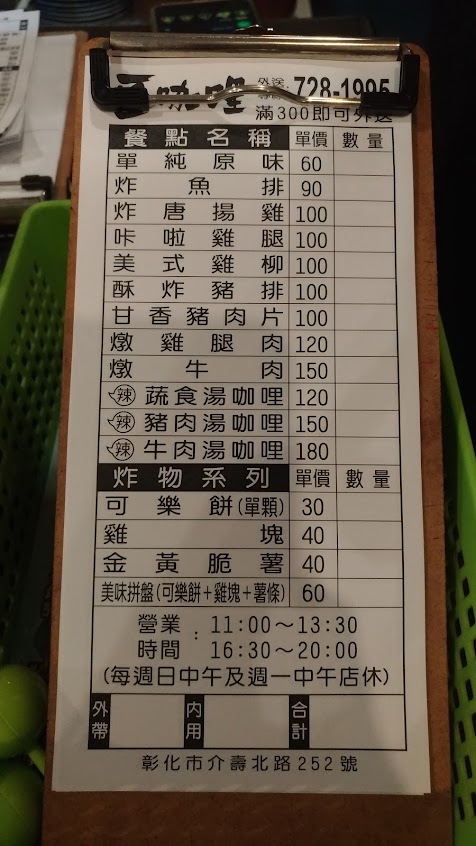 咖哩 外送 728-1995
滿300即可外送
餐點名稱 單價 數量
單純原味 60
炸魚排 90
炸唐揚雞 100
咔啦雞腿 100
美式雞柳 100
酥炸豬排 100
甘香豬肉片 100
燉雞腿肉 120
燉牛肉 150
辣 蔬食湯咖哩 120
辣 豬肉湯咖哩 150
辣 牛肉湯咖哩 180
炸物系列 單價 數量
可樂餅(單顆) 30
雞塊 40
金黃脆薯 40
美味拼盤(可樂餅+雞塊+薯條) 60
營業時間: 11:00～13:30
16:30～20:00
(每週日中午及週一中午店休)
外帶 內用 合計
彰化市介壽北路252號